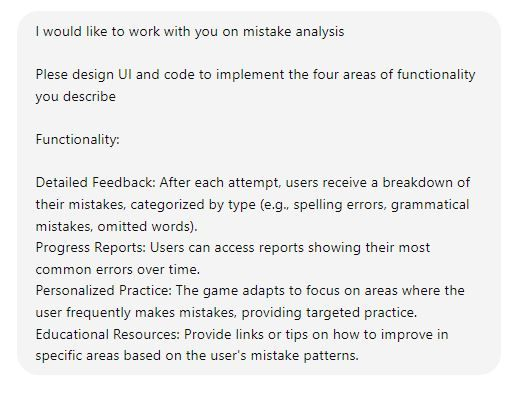 I would like to work with you on mistake analysis
Plese design UI and code to implement the four areas of functionality
you describe
Functionality:
Detailed Feedback: After each attempt, users receive a breakdown of
their mistakes, categorized by type (e.g., spelling errors, grammatical
mistakes, omitted words).
Progress Reports: Users can access reports showing their most
common errors over time.
Personalized Practice: The game adapts to focus on areas where the
user frequently makes mistakes, providing targeted practice.
Educational Resources: Provide links or tips on how to improve in
specific areas based on the user's mistake patterns.